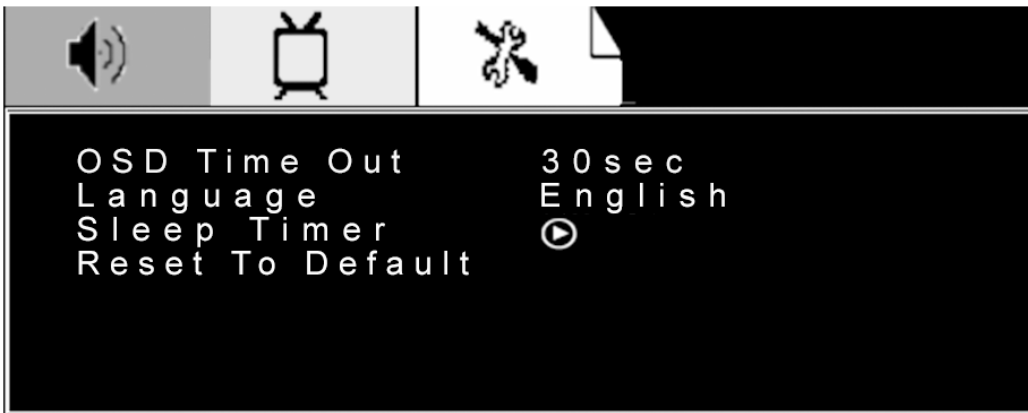 OSD Time Out 30sec
Language English
Sleep Timer
Reset To Default